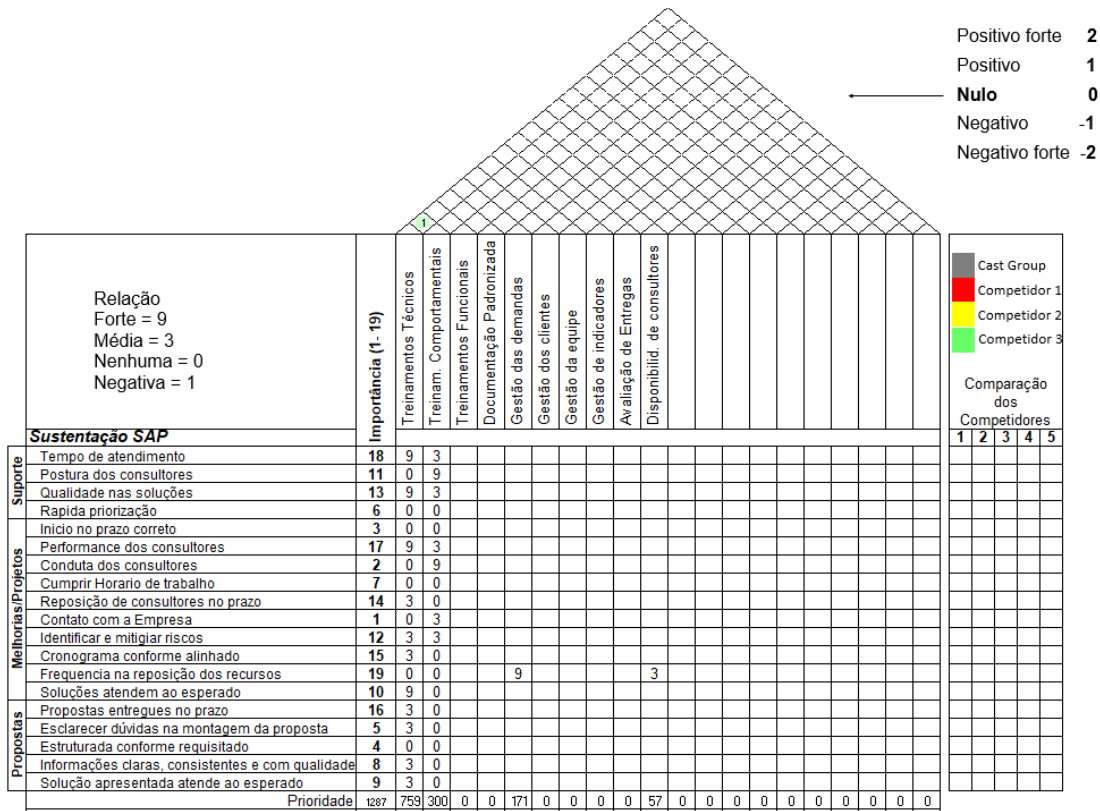 Positivo forte 2
Positivo 1
Nulo 0
Negativo -1
Negativo forte -2
1
Relação
Forte = 9
Média = 3
Nenhuma = 0
Negativa = 1
Importância (1- 19)
Treinamentos Técnicos
Treinam. Comportamentais
Treinamentos Funcionais
Documentação Padronizada
Gestão das demandas
Gestão dos clientes
Gestão da equipe
Gestão de indicadores
Avaliação de Entregas
Disponibilid. de consultores
Cast Group
Competidor 1
Competidor 2
Competidor 3
Comparação
dos
Competidores
Sustentação SAP
1 2 3 4 5
Suporte
Tempo de atendimento 18 9 3
Postura dos consultores 11 0 9
Qualidade nas soluções 13 9 3
Rapida priorização 6 0 0
Melhorias/Projetos
Inicio no prazo correto 3 0 0
Performance dos consultores 17 9 3
Conduta dos consultores 2 0 9
Cumprir Horario de trabalho 7 0 0
Reposição de consultores no prazo 14 3 0
Contato com a Empresa 1 0 3
Identificar e mitigiar riscos 12 3 3
Cronograma conforme alinhado 15 3 0
Frequencia na reposição dos recursos 19 0 0 9 3
Soluções atendem ao esperado 10 9 0
Propostas
Propostas entregues no prazo 16 3 0
Esclarecer dúvidas na montagem da proposta 5 3 0
Estruturada conforme requisitado 4 0 0
Informações claras, consistentes e com qualidade 8 3 0
Solução apresentada atende ao esperado 9 3 0
Prioridade 1287 759 300 0 0 171 0 0 0 0 57 0 0 0 0 0 0 0 0 0 0